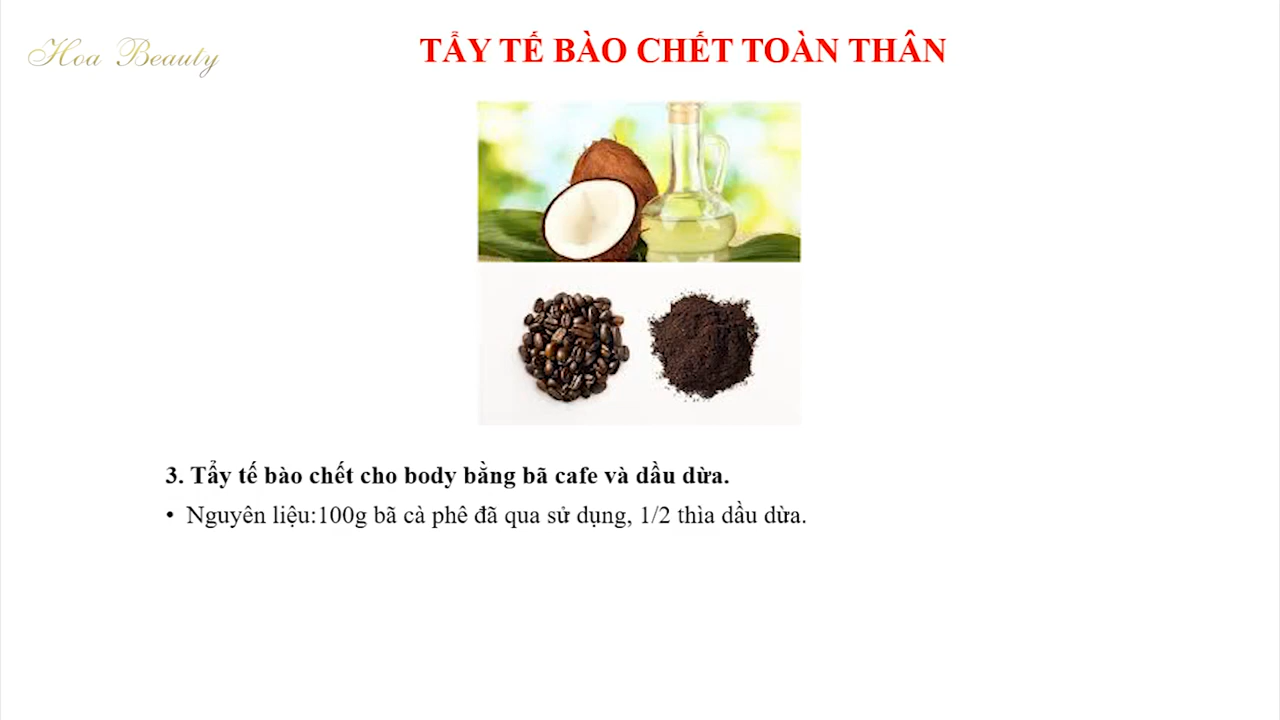 Hoa Beauty
TẨY TẾ BÀO CHẾT TOÀN THÂN
3. Tẩy tế bào chết cho body bằng bã cafe và dầu dừa.
• Nguyên liệu:100g bã cà phê đã qua sử dụng, 1/2 thìa dầu dừa.